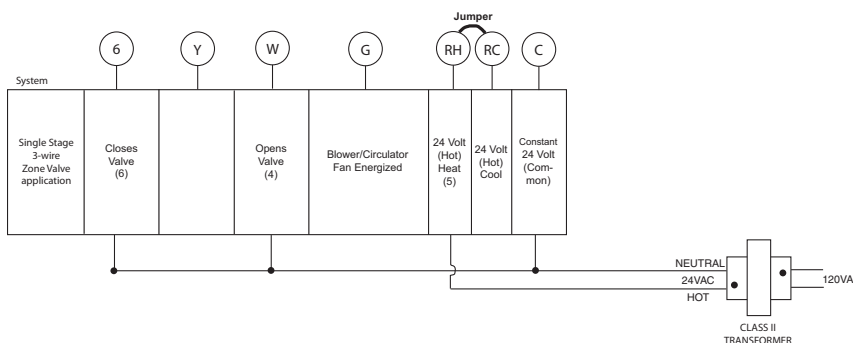 Jumper
6
Y
W
G
RH
RC
C
System
Single Stage
3-wire
Zone Valve
application
Closes
Valve
(6)
Opens
Valve
(4)
Blower/Circulator
Fan Energized
24 Volt
(Hot)
Heat
(5)
24 Volt
(Hot)
Cool
Constant
24 Volt
(Com-
mon)
NEUTRAL
24VAC
HOT
120VA
CLASS II
TRANSFORMER